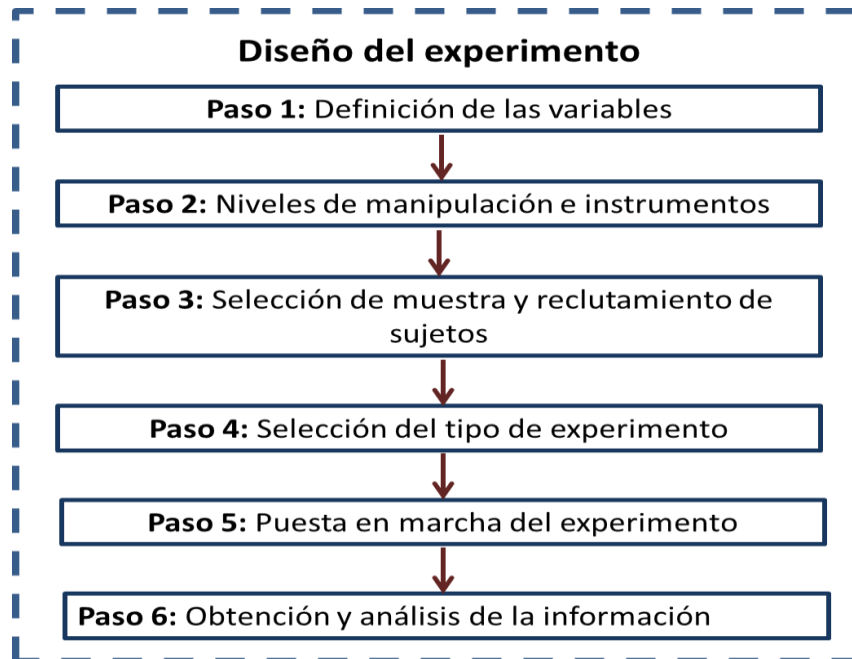 Diseño del experimento
Paso 1: Definición de las variables
Paso 2: Niveles de manipulación e instrumentos
Paso 3: Selección de muestra y reclutamiento de
sujetos
Paso 4: Selección del tipo de experimento
Paso 5: Puesta en marcha del experimento
Paso 6: Obtención y análisis de la información